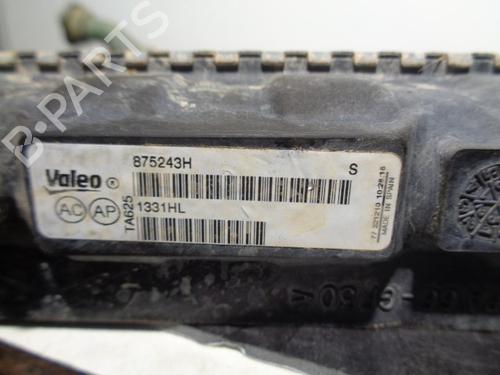 B-PARTS
875243H
S
Valeo ®
AC AP
TA625
1331HL
MADE IN SPAIN